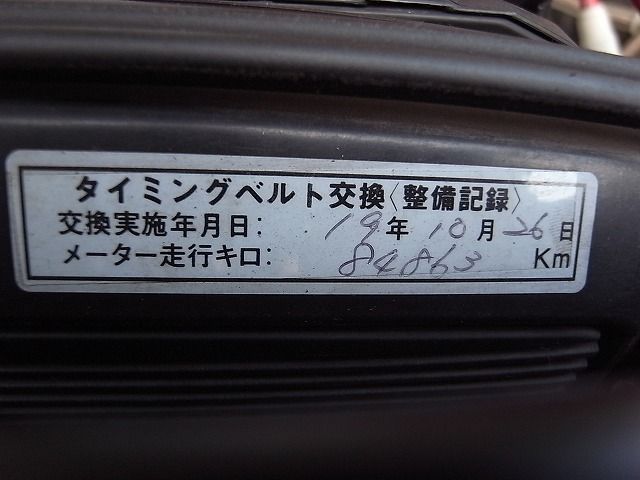 タイミングベルト交換〈整備記録〉
交換実施年月日: 19年 10月 26日
メーター走行キロ: 84863 Km